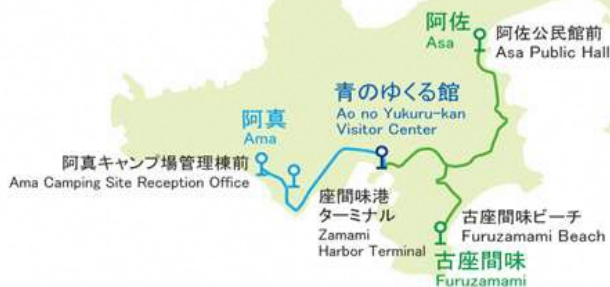 阿佐
Asa
阿佐公民館前
Asa Public Hall
青のゆくる館
Ao no Yukuru-kan
Visitor Center
阿真
Ama
阿真キャンプ場管理棟前
Ama Camping Site Reception Office
座間味港
ターミナル
Zamami
Harbor Terminal
古座間味ビーチ
Furuzamami Beach
古座間味
Furuzamami